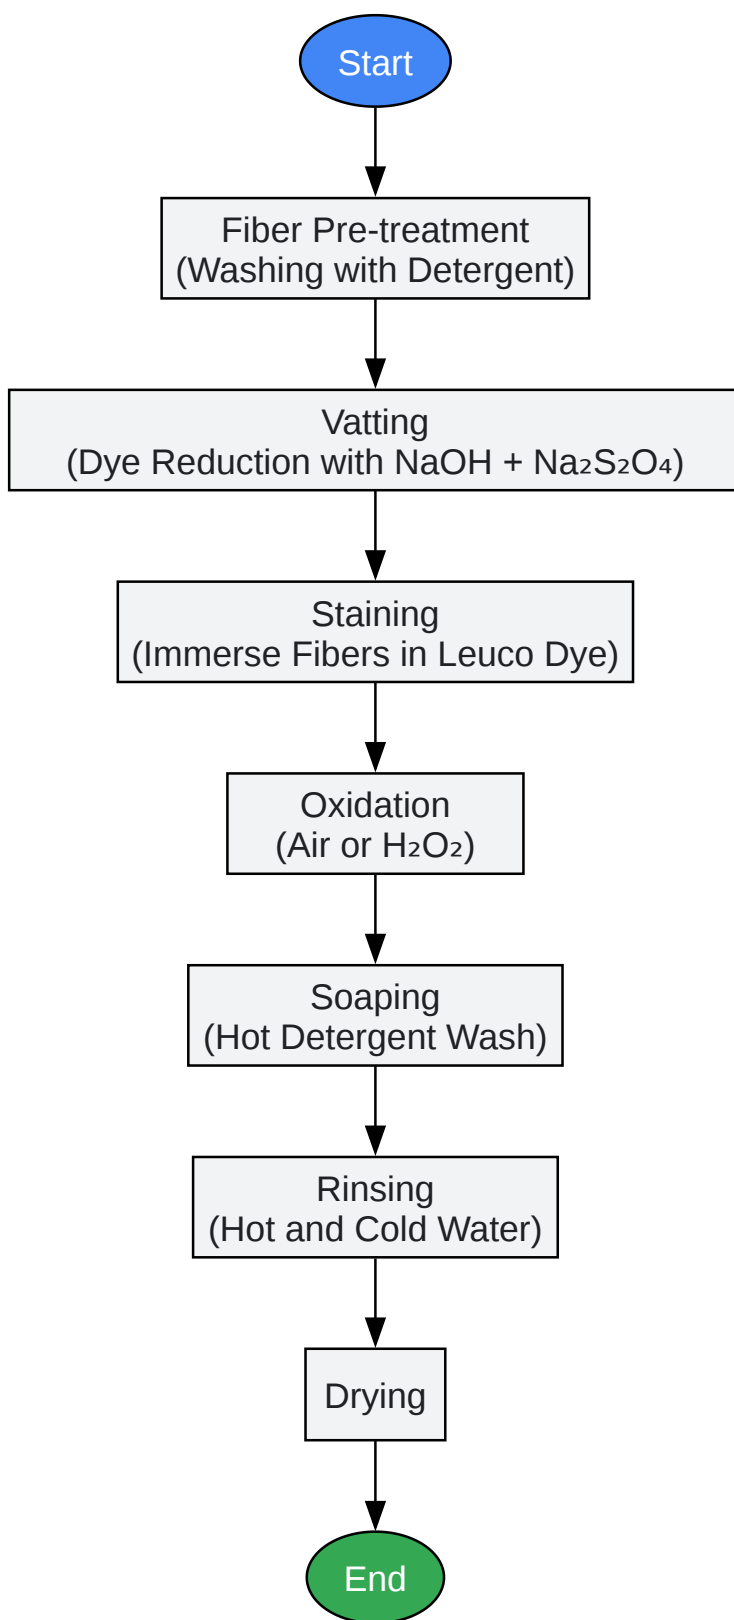 Start
Fiber Pre-treatment
(Washing with Detergent)
Vatting
(Dye Reduction with NaOH + Na₂S₂O₄)
Staining
(Immerse Fibers in Leuco Dye)
Oxidation
(Air or H₂O₂)
Soaping
(Hot Detergent Wash)
Rinsing
(Hot and Cold Water)
Drying
End